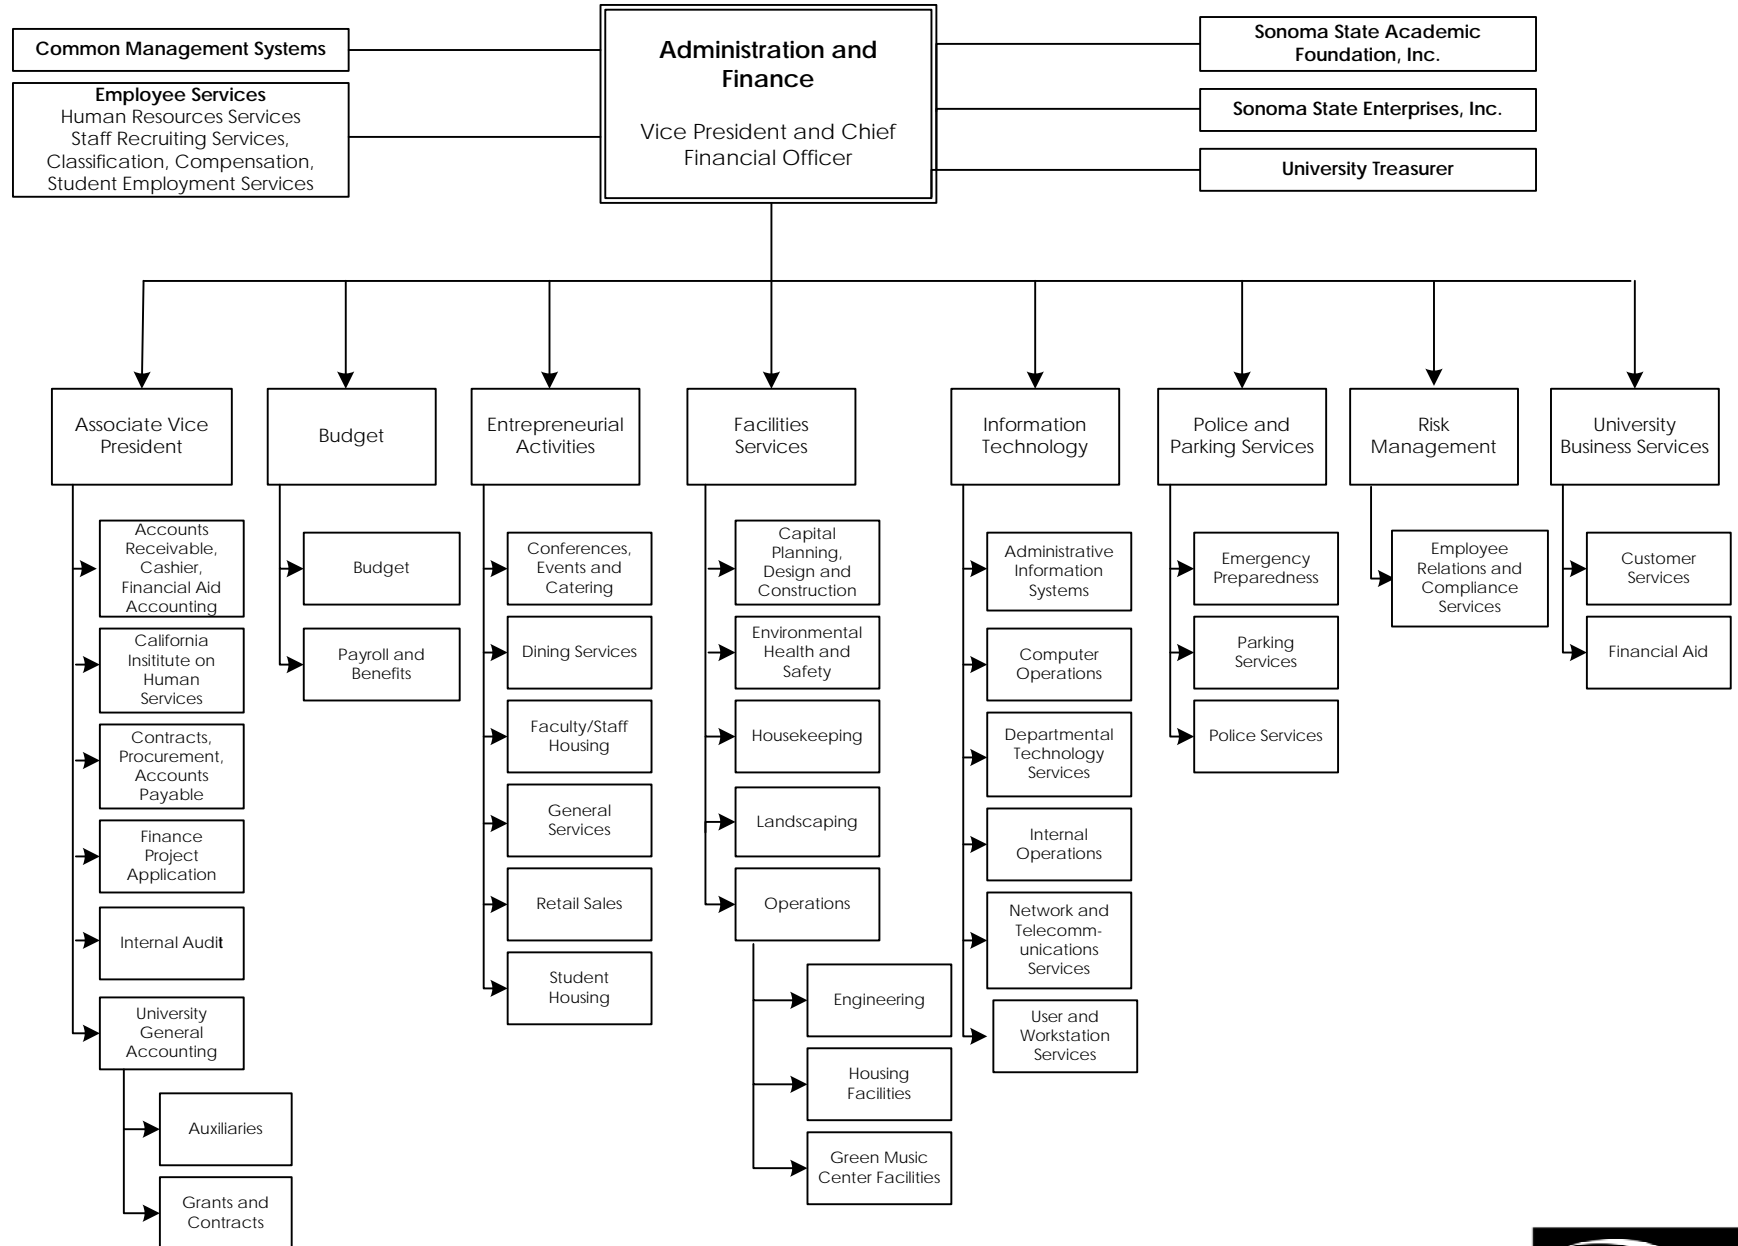 Common Management Systems
Employee Services
Human Resources Services
Staff Recruiting Services,
Classification, Compensation,
Student Employment Services
Administration and
Finance
Vice President and Chief
Financial Officer
Sonoma State Academic
Foundation, Inc.
Sonoma State Enterprises, Inc.
University Treasurer
Associate Vice
President
Budget
Entrepreneurial
Activities
Facilities
Services
Information
Technology
Police and
Parking Services
Risk
Management
University
Business Services
Accounts
Receivable,
Cashier,
Financial Aid
Accounting
California
Insititute on
Human
Services
Contracts,
Procurement,
Accounts
Payable
Finance
Project
Application
Internal Audit
University
General
Accounting
Auxiliaries
Grants and
Contracts
Budget
Payroll and
Benefits
Conferences,
Events and
Catering
Dining Services
Faculty/Staff
Housing
General
Services
Retail Sales
Student
Housing
Capital
Planning,
Design and
Construction
Environmental
Health and
Safety
Housekeeping
Landscaping
Operations
Engineering
Housing
Facilities
Green Music
Center Facilities
Administrative
Information
Systems
Computer
Operations
Departmental
Technology
Services
Internal
Operations
Network and
Telecomm-
unications
Services
User and
Workstation
Services
Emergency
Preparedness
Parking
Services
Police Services
Employee
Relations and
Compliance
Services
Customer
Services
Financial Aid